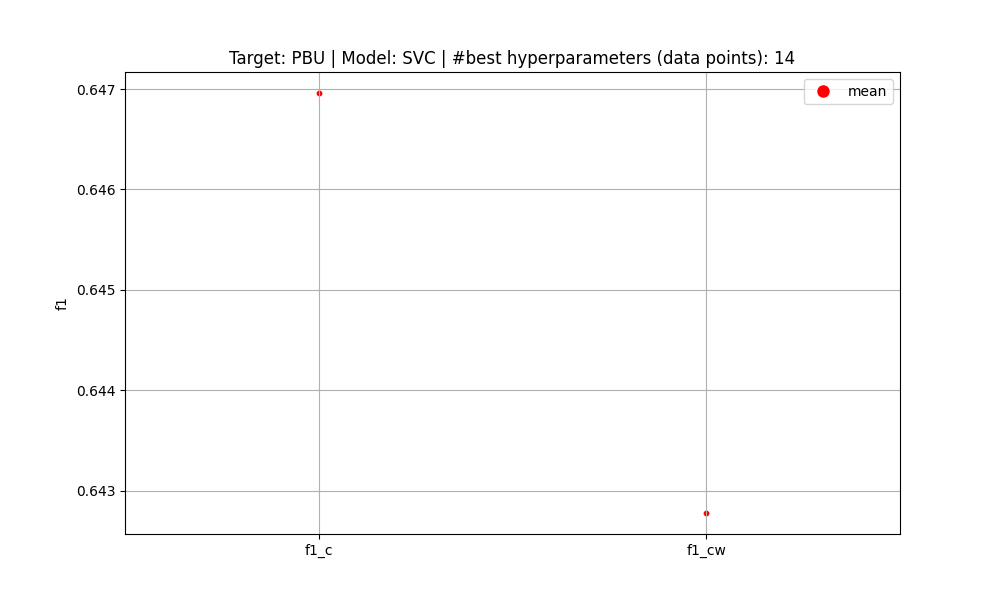 Target: PBU | Model: SVC | #best hyperparameters (data points): 14
mean
0.647
0.646
0.645
0.644
0.643
f1
f1_c
f1_cw